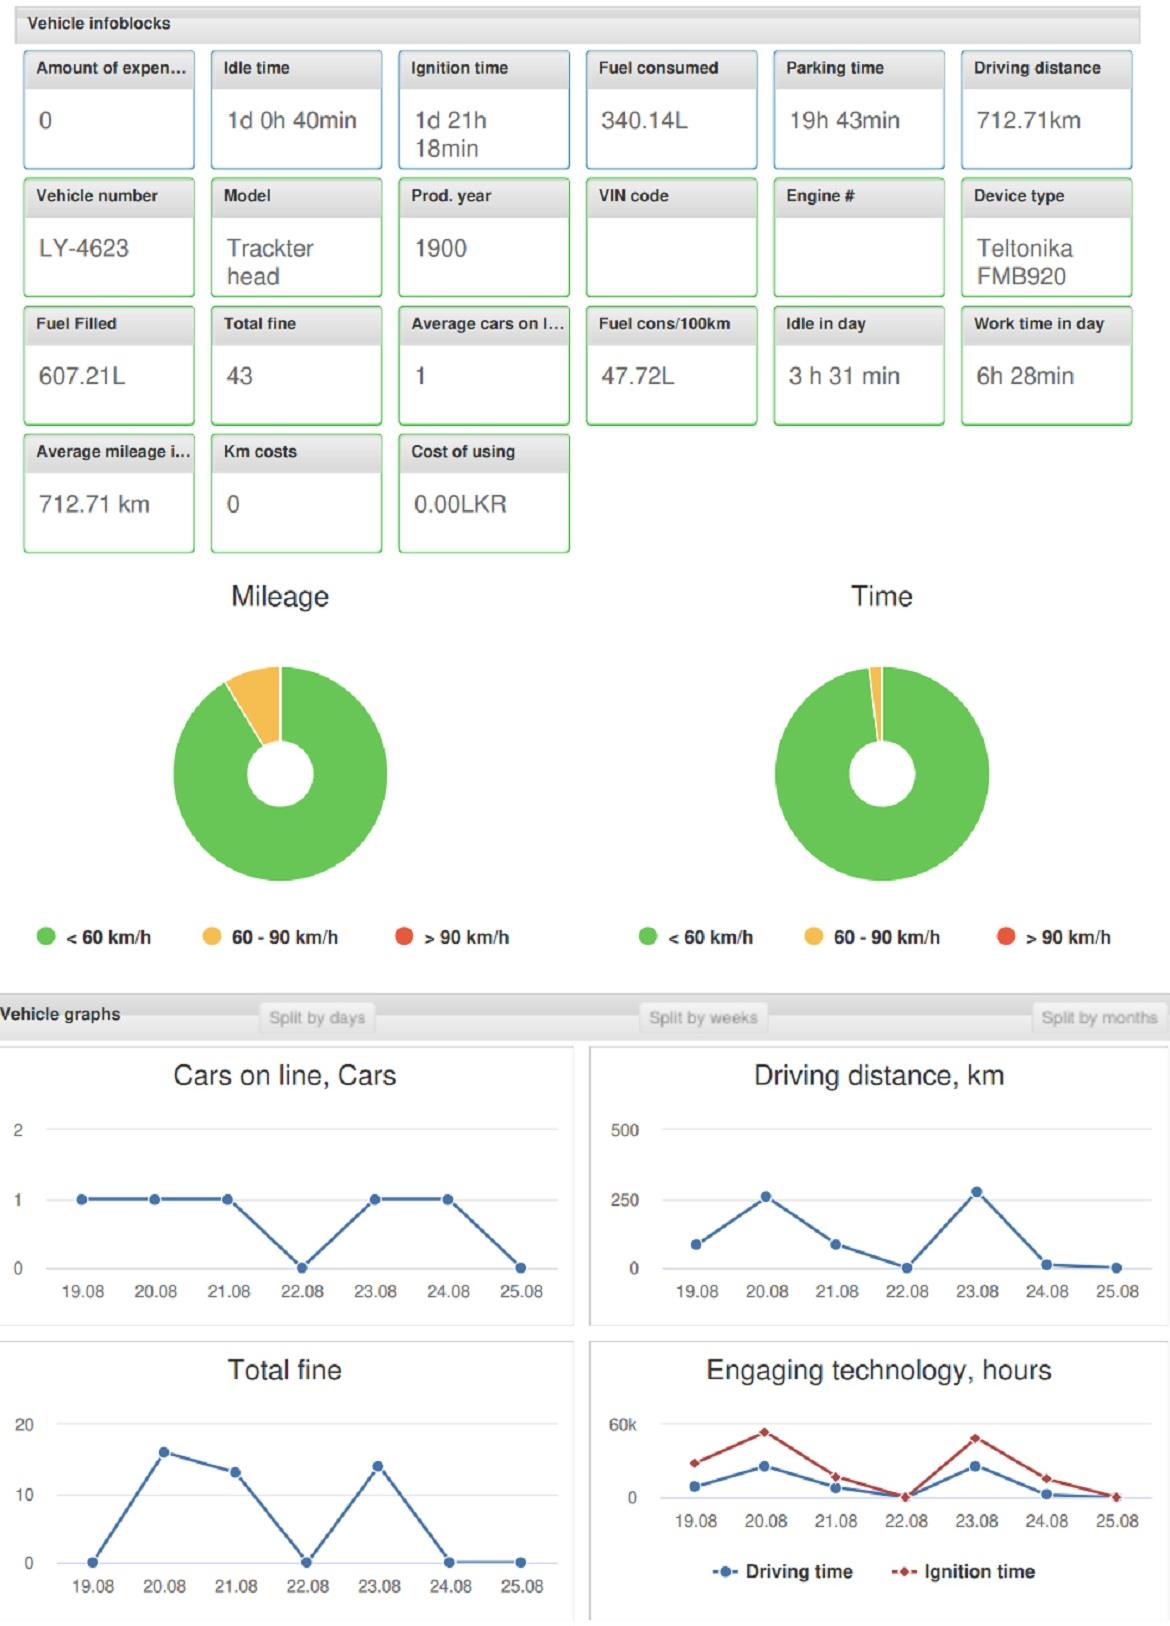 Vehicle infoblocks
Amount of expen...
Idle time
Ignition time
Fuel consumed
Parking time
Driving distance
0
1d 0h 40min
1d 21h
18min
340.14L
19h 43min
712.71km
Vehicle number
Model
Prod. year
VIN code
Engine #
Device type
LY-4623
Trackter
head
1900
Teltonika
FMB920
Fuel Filled
Total fine
Average cars on l...
Fuel cons/100km
Idle in day
Work time in day
607.21L
43
1
47.72L
3 h 31 min
6h 28min
Average mileage i...
Km costs
Cost of using
712.71 km
0
0.00LKR
Mileage
Time
< 60 km/h
60 - 90 km/h
> 90 km/h
< 60 km/h
60 - 90 km/h
> 90 km/h
Vehicle graphs
Split by days
Split by weeks
Split by months
Cars on line, Cars
2
1
0
19.08 20.08 21.08 22.08 23.08 24.08 25.08
Driving distance, km
500
250
0
19.08 20.08 21.08 22.08 23.08 24.08 25.08
Total fine
20
10
0
19.08 20.08 21.08 22.08 23.08 24.08 25.08
Engaging technology, hours
60k
0
19.08 20.08 21.08 22.08 23.08 24.08 25.08
Driving time
Ignition time